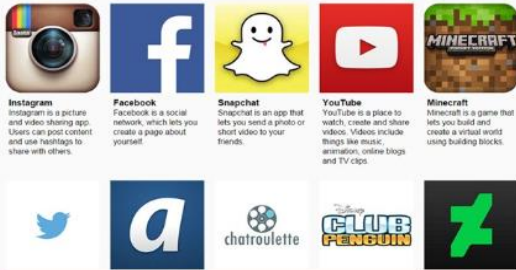 Instagram
Instagram is a picture
and video sharing app.
Users can post content
and use hashtags to
share with others.
Facebook
Facebook is a social
network, which lets you
create a page about
yourself.
Snapchat
Snapchat is an app that
lets you send a photo or
short video to your
friends.
YouTube
YouTube is a place to
watch, create and share
videos. Videos include
things like music,
animation, online blogs
and TV clips.
MINECRAFT
POCKET EDITION
Minecraft
Minecraft is a game that
lets you build and
create a virtual world
using building blocks.
a
chatroulette
Disney
CLUB
PENGUIN